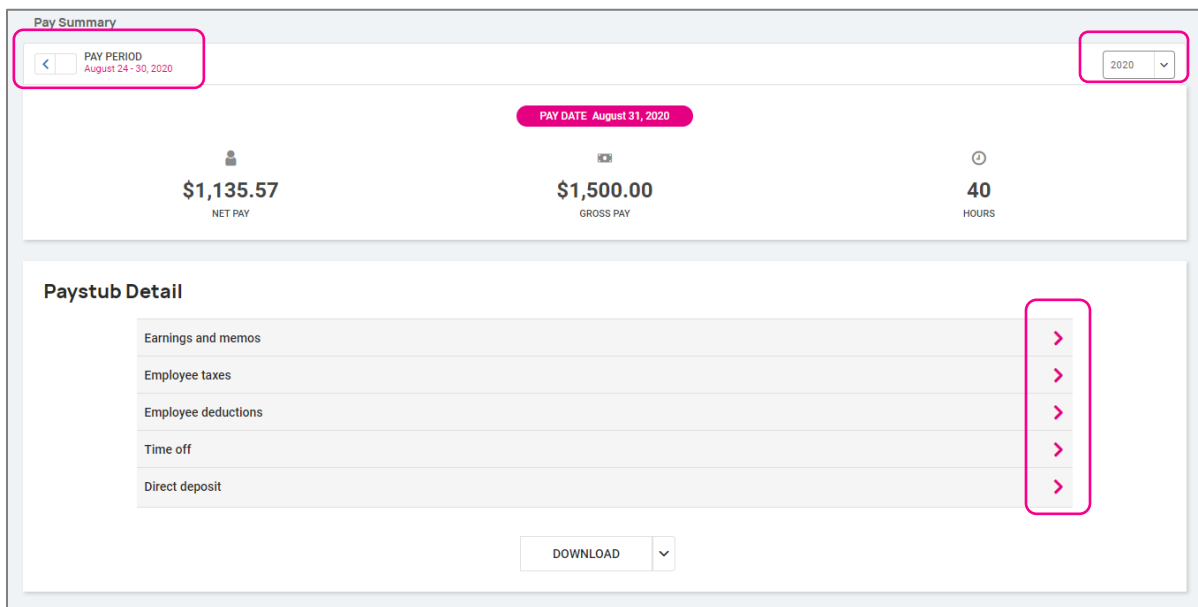 Pay Summary
PAY PERIOD
August 24 - 30, 2020
2020
PAY DATE August 31, 2020
$1,135.57
NET PAY
$1,500.00
GROSS PAY
40
HOURS
Paystub Detail
Earnings and memos
Employee taxes
Employee deductions
Time off
Direct deposit
DOWNLOAD